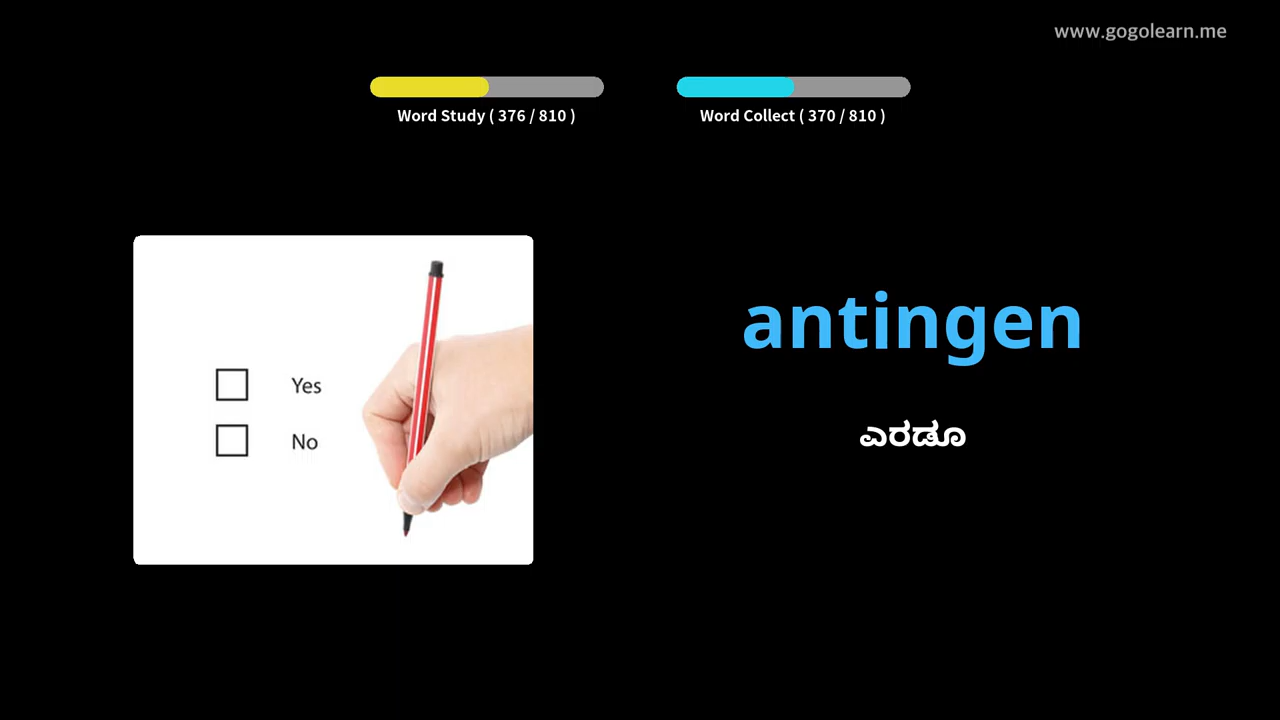 www.gogolearn.me
Word Study ( 376 / 810 )
Word Collect ( 370 / 810 )
Yes
No
antingen
ಎರಡೂ